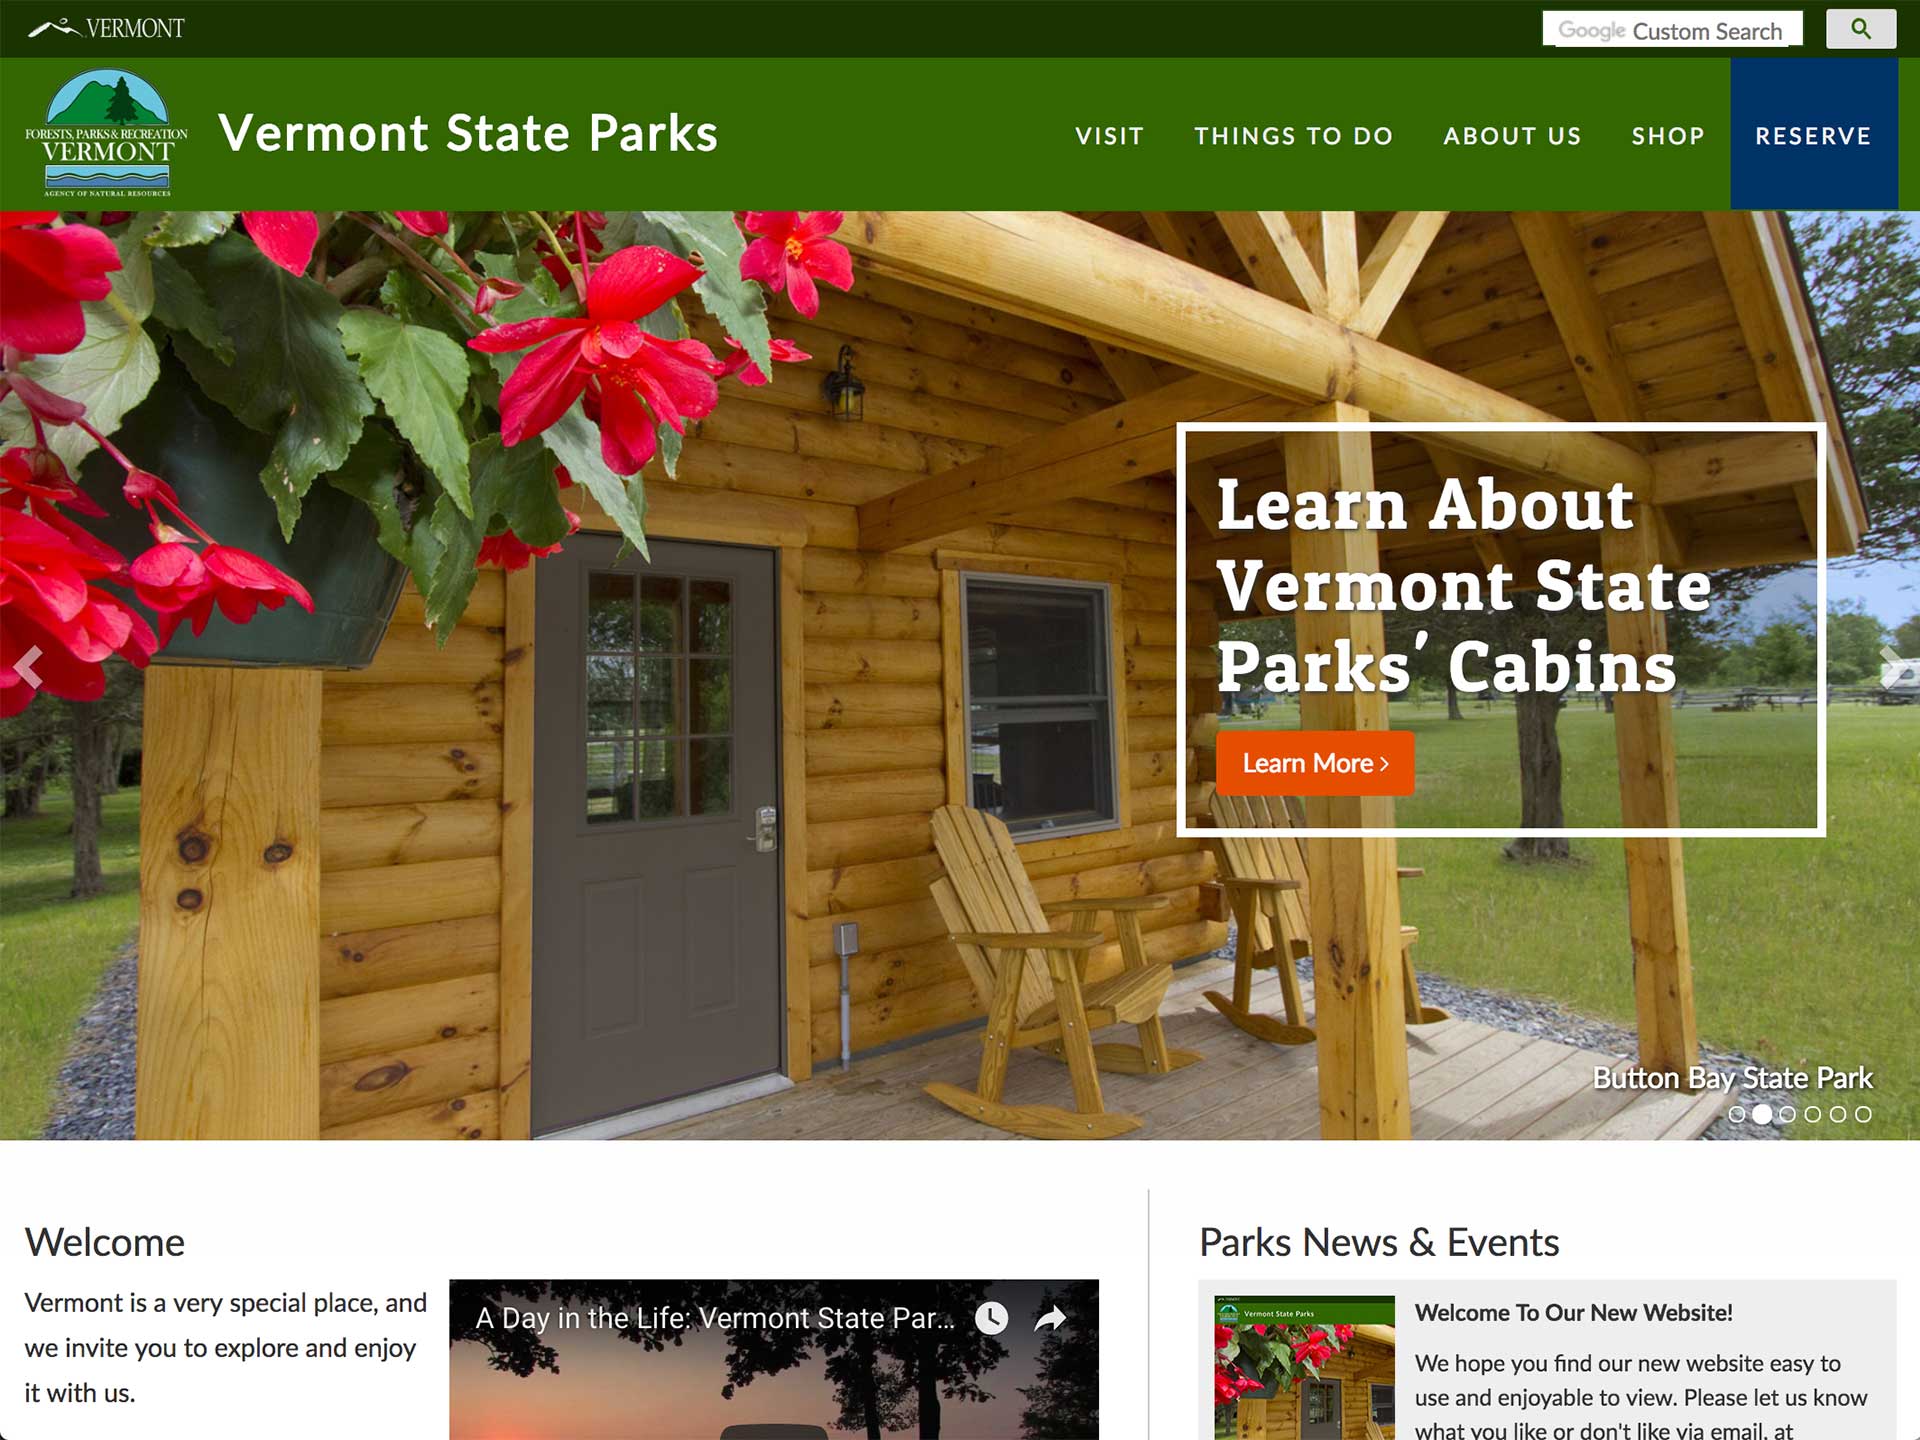 VERMONT
Google Custom Search
FORESTS, PARKS & RECREATION
VERMONT
AGENCY OF NATURAL RESOURCES
Vermont State Parks
VISIT
THINGS TO DO
ABOUT US
SHOP
RESERVE
Learn About
Vermont State
Parks' Cabins
Learn More
Button Bay State Park
Welcome
Vermont is a very special place, and
we invite you to explore and enjoy
it with us.
A Day in the Life: Vermont State Par...
Parks News & Events
Vermont State Parks
Welcome To Our New Website!
We hope you find our new website easy to
use and enjoyable to view. Please let us know
what you like or don't like via email, at